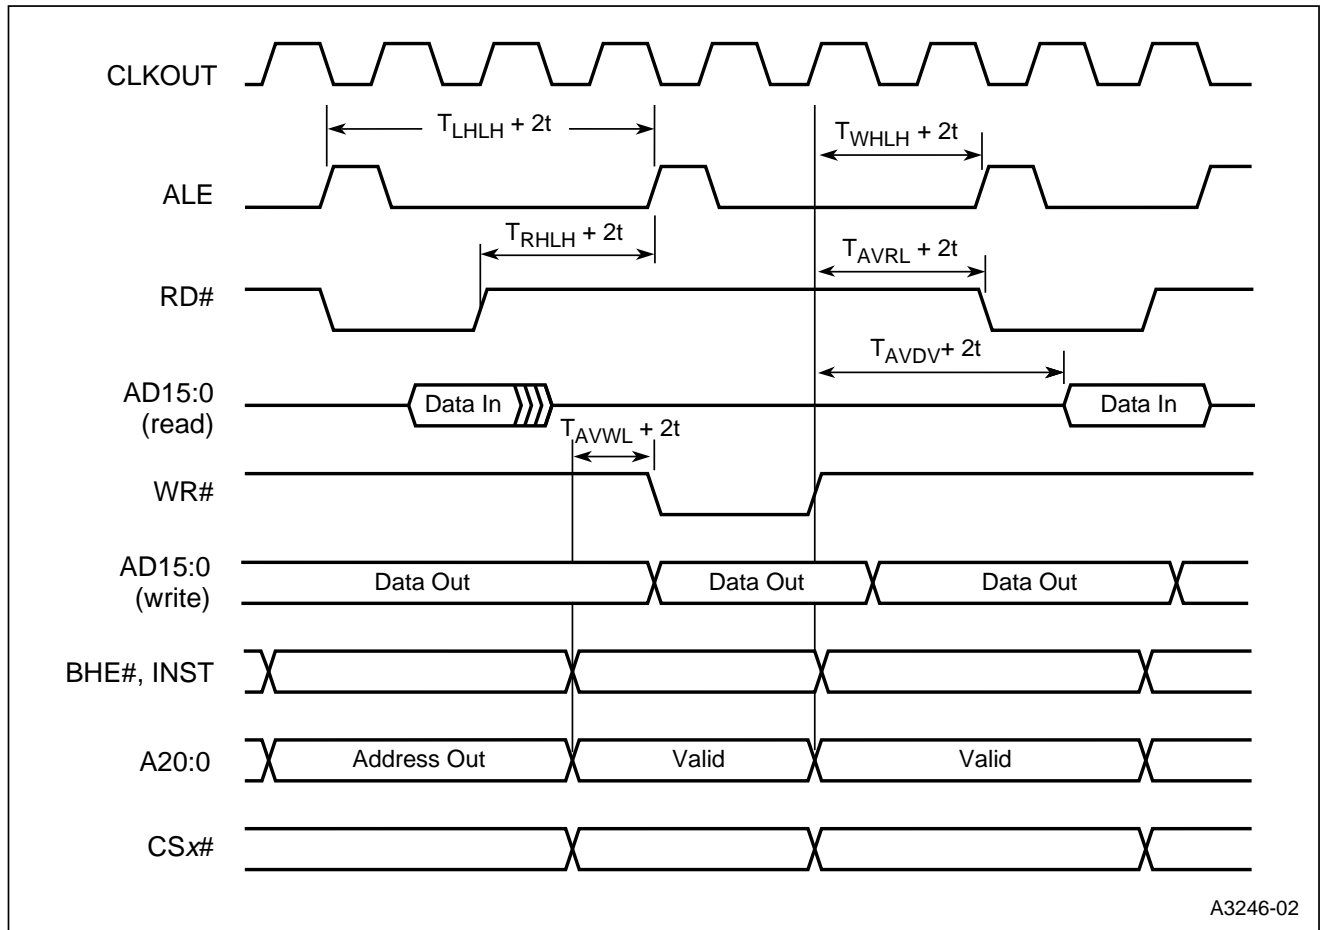 CLKOUT
T_LHLH + 2t
T_WHLH + 2t
ALE
T_RHLH + 2t
T_AVRL + 2t
RD#
T_AVDV+ 2t
AD15:0
(read)
Data In
Data In
T_AVWL + 2t
WR#
AD15:0
(write)
Data Out
Data Out
Data Out
BHE#, INST
A20:0
Address Out
Valid
Valid
CSx#
A3246-02